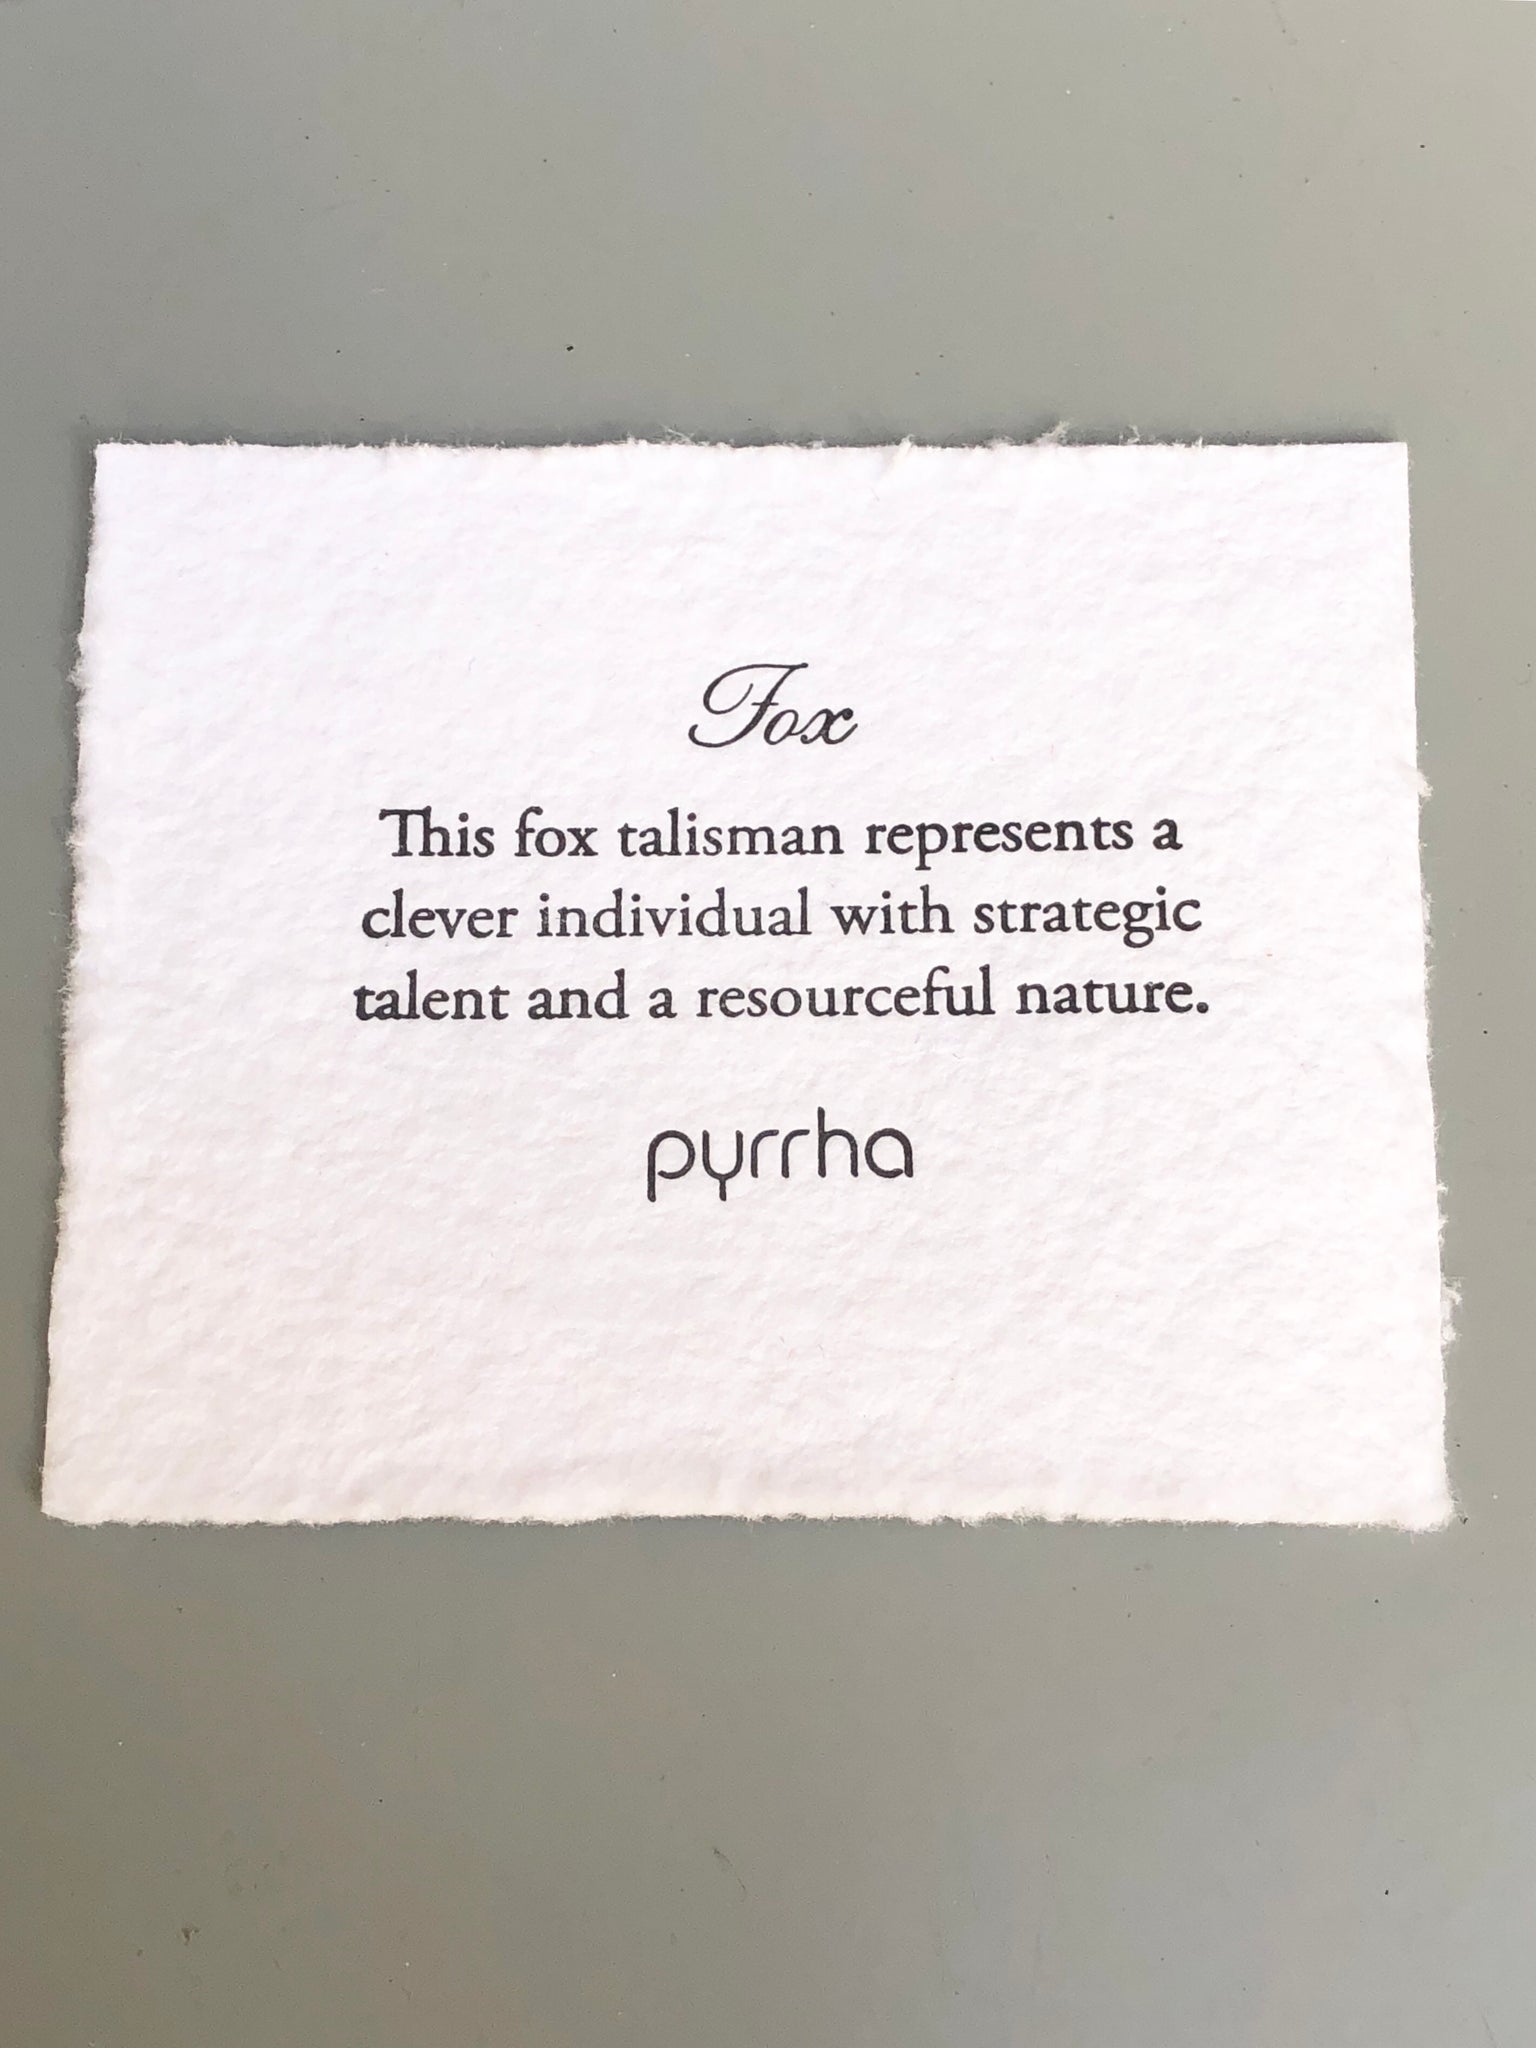 Fox
This fox talisman represents a
clever individual with strategic
talent and a resourceful nature.
pyrrha